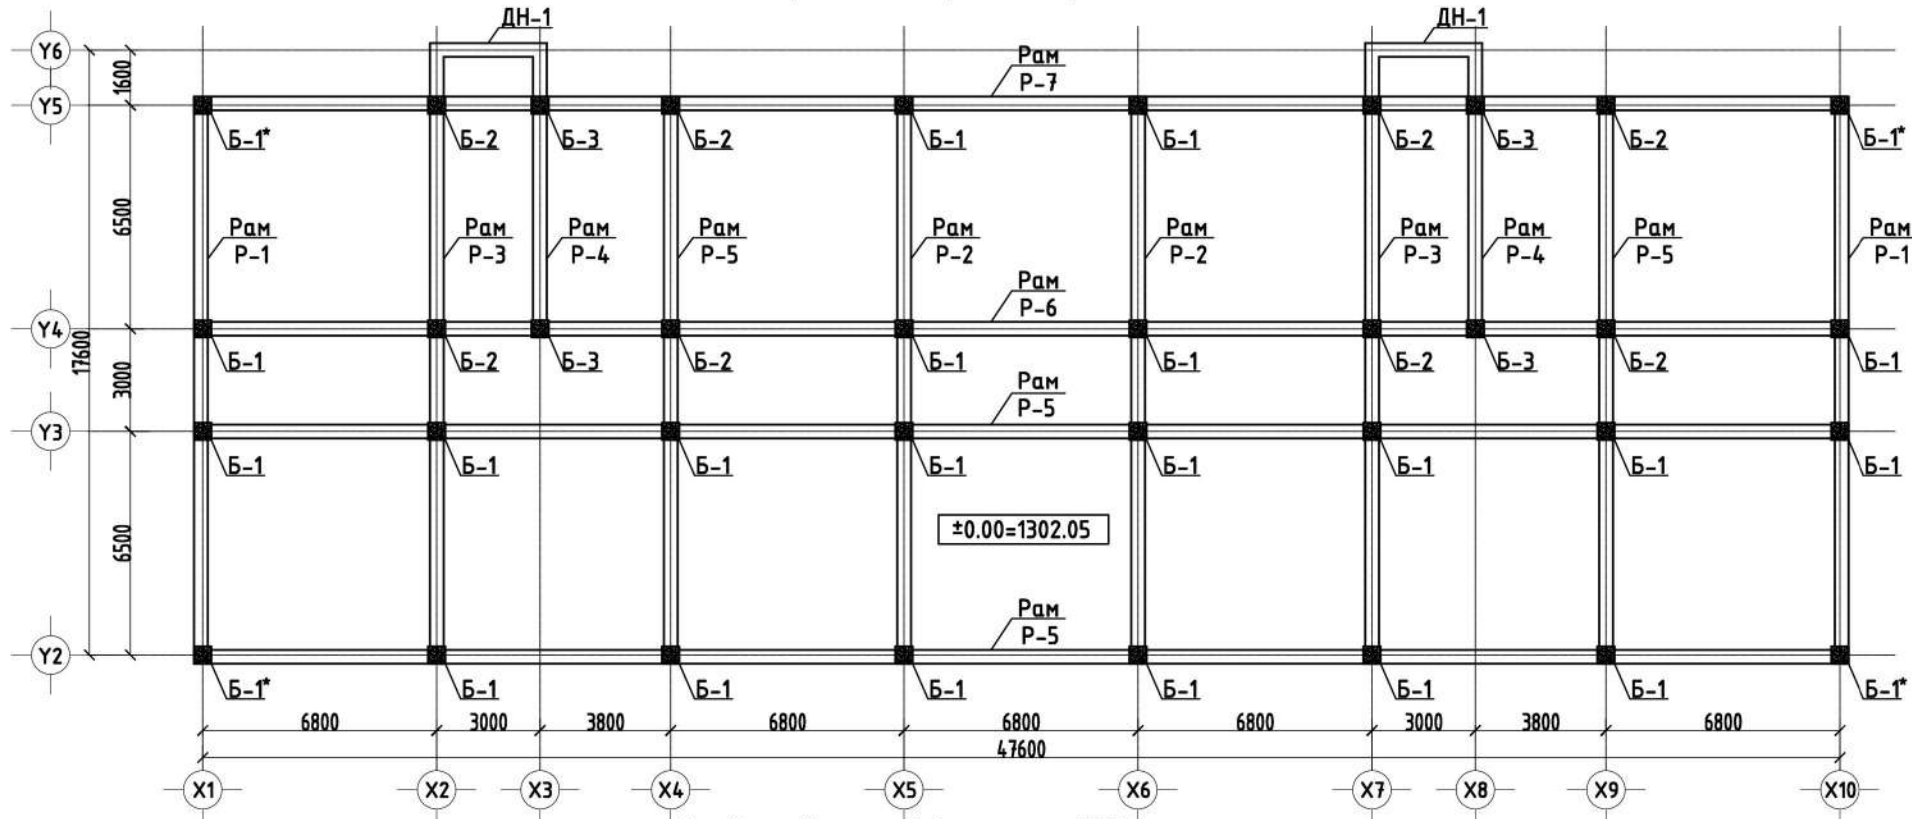 ДН-1 ДН-1
Y6
1600
Рам
Р-7
Y5
Б-1* Б-2 Б-3 Б-2 Б-1 Б-1 Б-2 Б-3 Б-2 Б-1*
6500
Рам Рам Рам Рам Рам Рам Рам Рам Рам Рам
Р-1 Р-3 Р-4 Р-5 Р-2 Р-2 Р-3 Р-4 Р-5 Р-1
Рам
Р-6
Y4
17600
Б-1 Б-2 Б-3 Б-2 Б-1 Б-1 Б-2 Б-3 Б-2 Б-1
3000
Рам
Р-5
Y3
Б-1 Б-1 Б-1 Б-1 Б-1 Б-1 Б-1 Б-1
6500
±0.00=1302.05
Рам
Р-5
Y2
Б-1* Б-1 Б-1 Б-1 Б-1 Б-1 Б-1 Б-1*
6800 3000 3800 6800 6800 6800 3000 3800 6800
47600
X1 X2 X3 X4 X5 X6 X7 X8 X9 X10